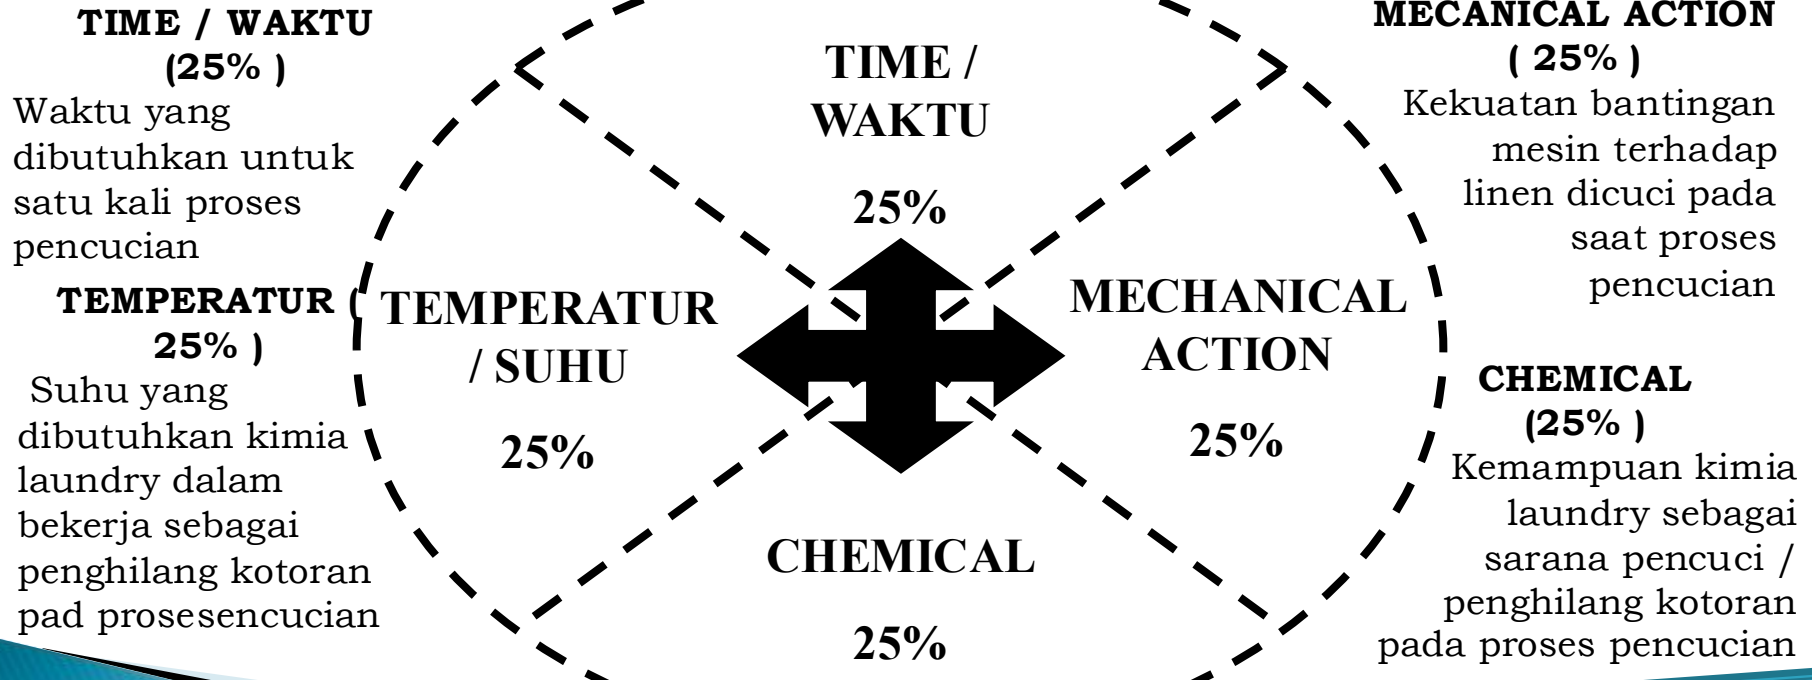 TIME / WAKTU
(25% )
Waktu yang
dibutuhkan untuk
satu kali proses
pencucian
TEMPERATUR (
25% )
Suhu yang
dibutuhkan kimia
laundry dalam
bekerja sebagai
penghilang kotoran
pad prosesencucian
TIME /
WAKTU
25%
TEMPERATUR
/ SUHU
25%
MECHANICAL
ACTION
25%
CHEMICAL
25%
MECANICAL ACTION
( 25% )
Kekuatan bantingan
mesin terhadap
linen dicuci pada
saat proses
pencucian
CHEMICAL
(25% )
Kemampuan kimia
laundry sebagai
sarana pencuci /
penghilang kotoran
pada proses pencucian